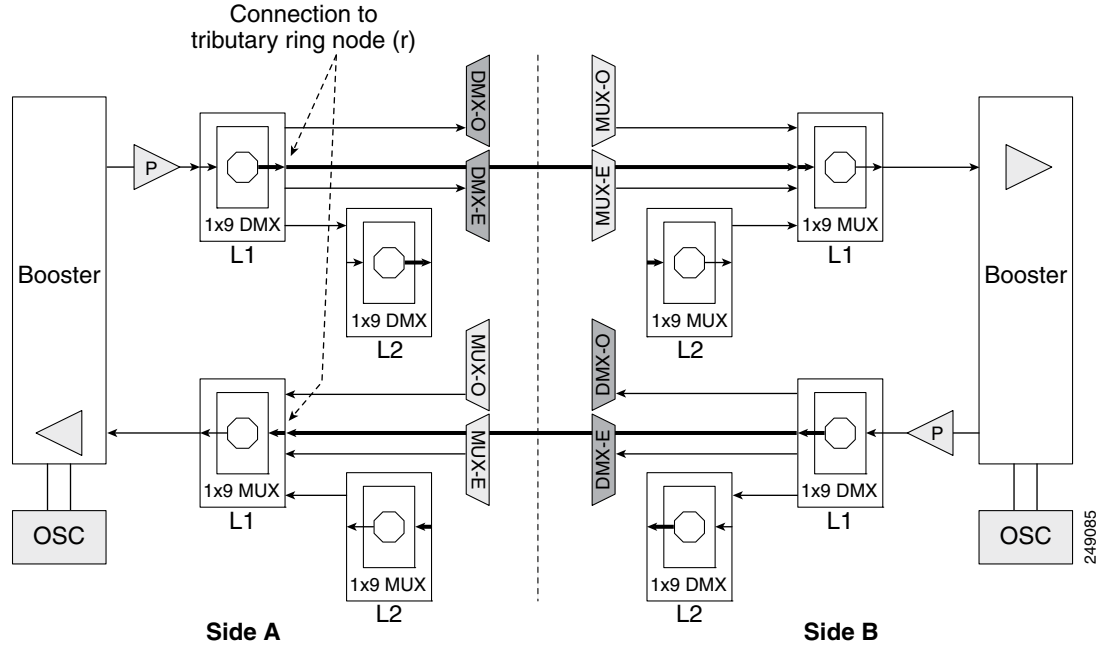 Connection to
tributary ring node (r)
DMX-O
MUX-O
P
DMX-E
MUX-E
1x9 DMX
L1
1x9 MUX
L1
Booster
Booster
1x9 DMX
L2
1x9 MUX
L2
MUX-O
DMX-O
P
MUX-E
DMX-E
1x9 MUX
L1
1x9 DMX
L1
OSC
OSC
1x9 MUX
L2
1x9 DMX
L2
Side A
Side B
249085